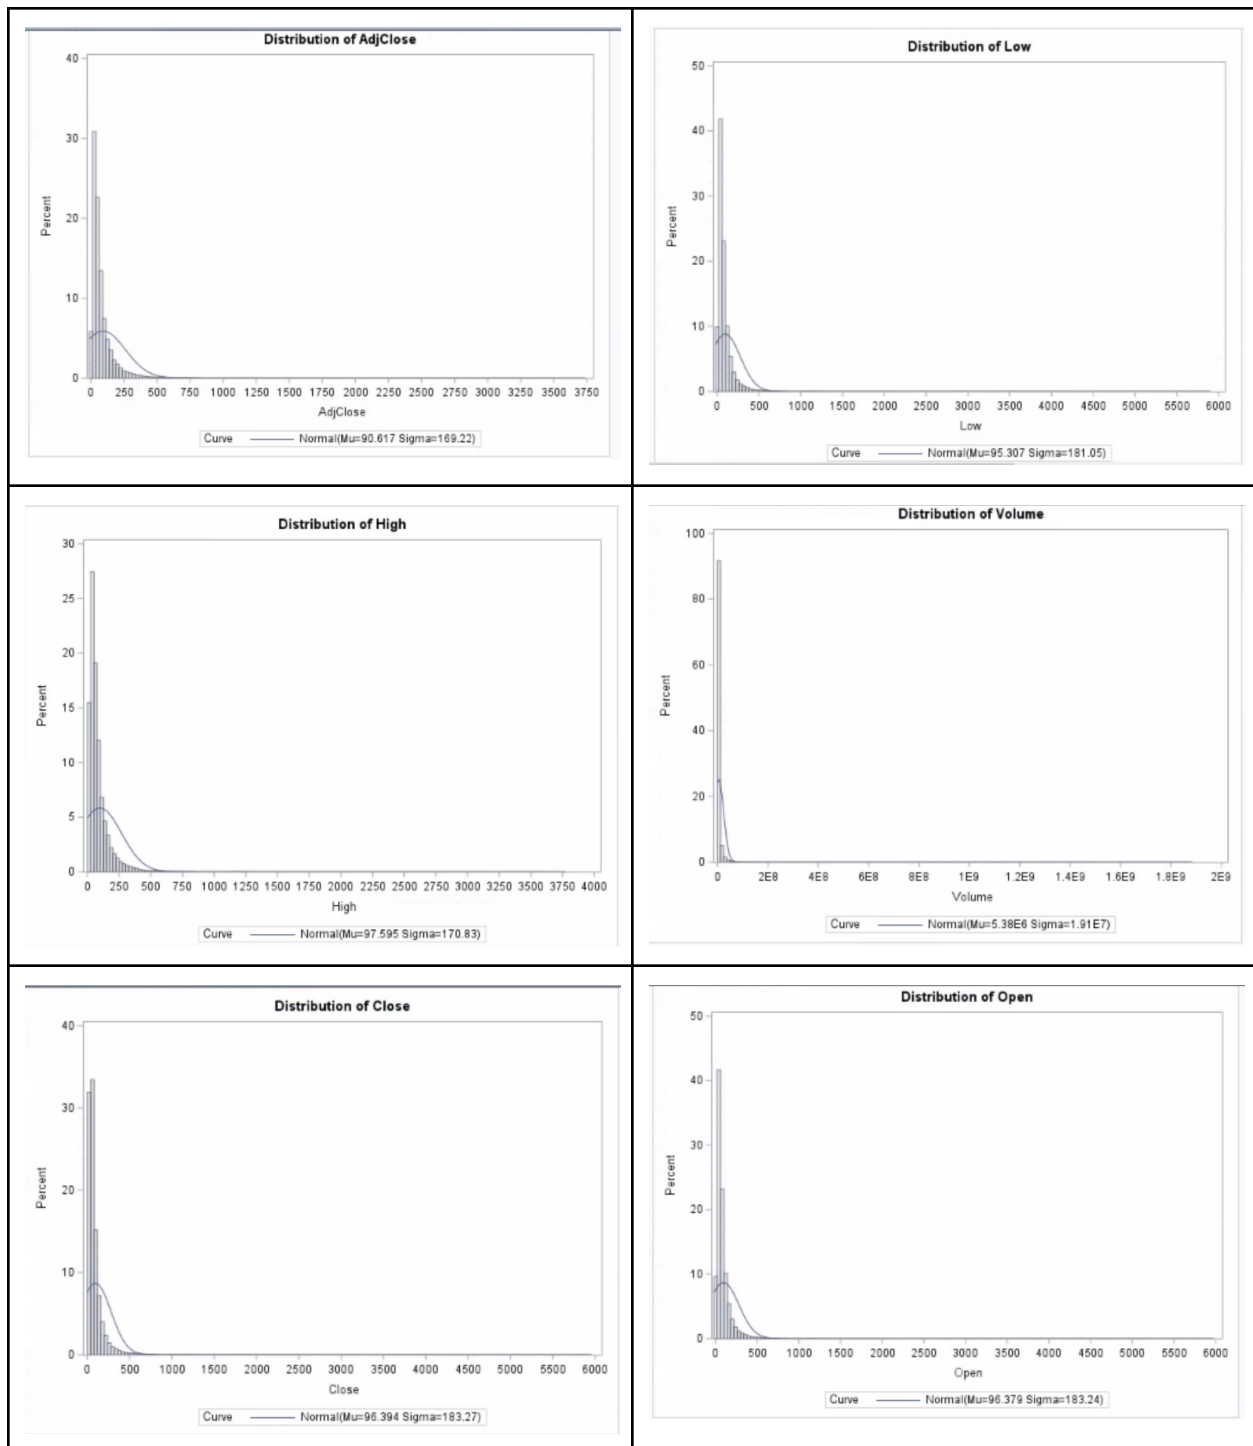 Distribution of AdjClose
40
30
20
10
0
Percent
0 250 500 750 1000 1250 1500 1750 2000 2250 2500 2750 3000 3250 3500 3750
AdjClose
Curve Normal(Mu=90.617 Sigma=169.22)
Distribution of Low
50
40
30
20
10
0
Percent
0 500 1000 1500 2000 2500 3000 3500 4000 4500 5000 5500 6000
Low
Curve Normal(Mu=95.307 Sigma=181.05)
Distribution of High
30
25
20
15
10
5
0
Percent
0 250 500 750 1000 1250 1500 1750 2000 2250 2500 2750 3000 3250 3500 3750 4000
High
Curve Normal(Mu=97.595 Sigma=170.83)
Distribution of Volume
100
80
60
40
20
0
Percent
0 2E8 4E8 6E8 8E8 1E9 1.2E9 1.4E9 1.6E9 1.8E9 2E9
Volume
Curve Normal(Mu=5.38E6 Sigma=1.91E7)
Distribution of Close
40
30
20
10
0
Percent
0 500 1000 1500 2000 2500 3000 3500 4000 4500 5000 5500 6000
Close
Curve Normal(Mu=96.394 Sigma=183.27)
Distribution of Open
50
40
30
20
10
0
Percent
0 500 1000 1500 2000 2500 3000 3500 4000 4500 5000 5500 6000
Open
Curve Normal(Mu=96.379 Sigma=183.24)